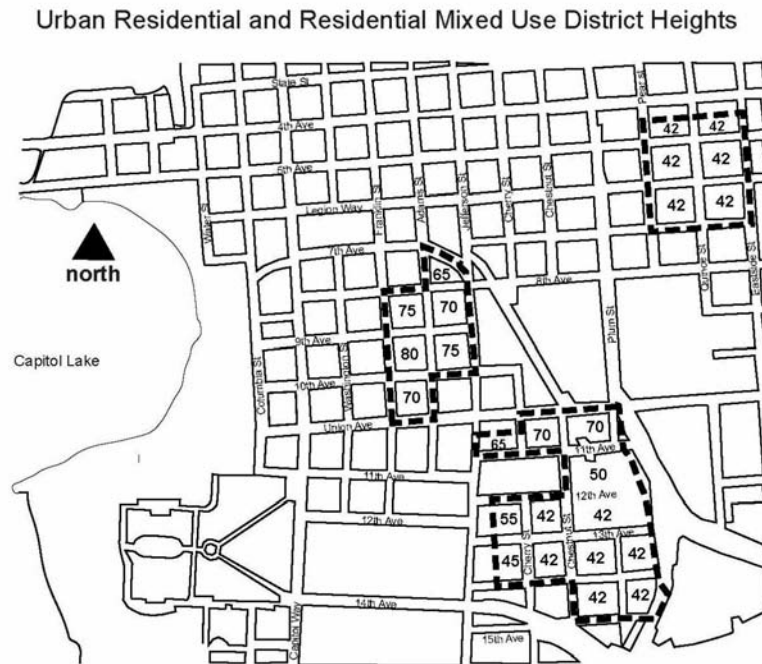 Urban Residential and Residential Mixed Use District Heights
State St
Pear st
4th Ave
42 42
5th Ave
42 42
Cherry St
Chestnut St
Franklin St
Adams St
Jefferson St
42 42
Legion Way
Water St
north
7th Ave
Quince St
Eastside St
65
8th Ave
75 70
Plum St
9th Ave
Capitol Lake
80 75
Columbia St
Washington St
10th Ave
70
Union Ave
70 70
65
11th Ave
11th Ave
50
12th Ave
12th Ave
55 42
42
Cherry St
Chestnut St
13th Ave
45 42 42 42
14th Ave
42 42
Capitol Way
15th Ave